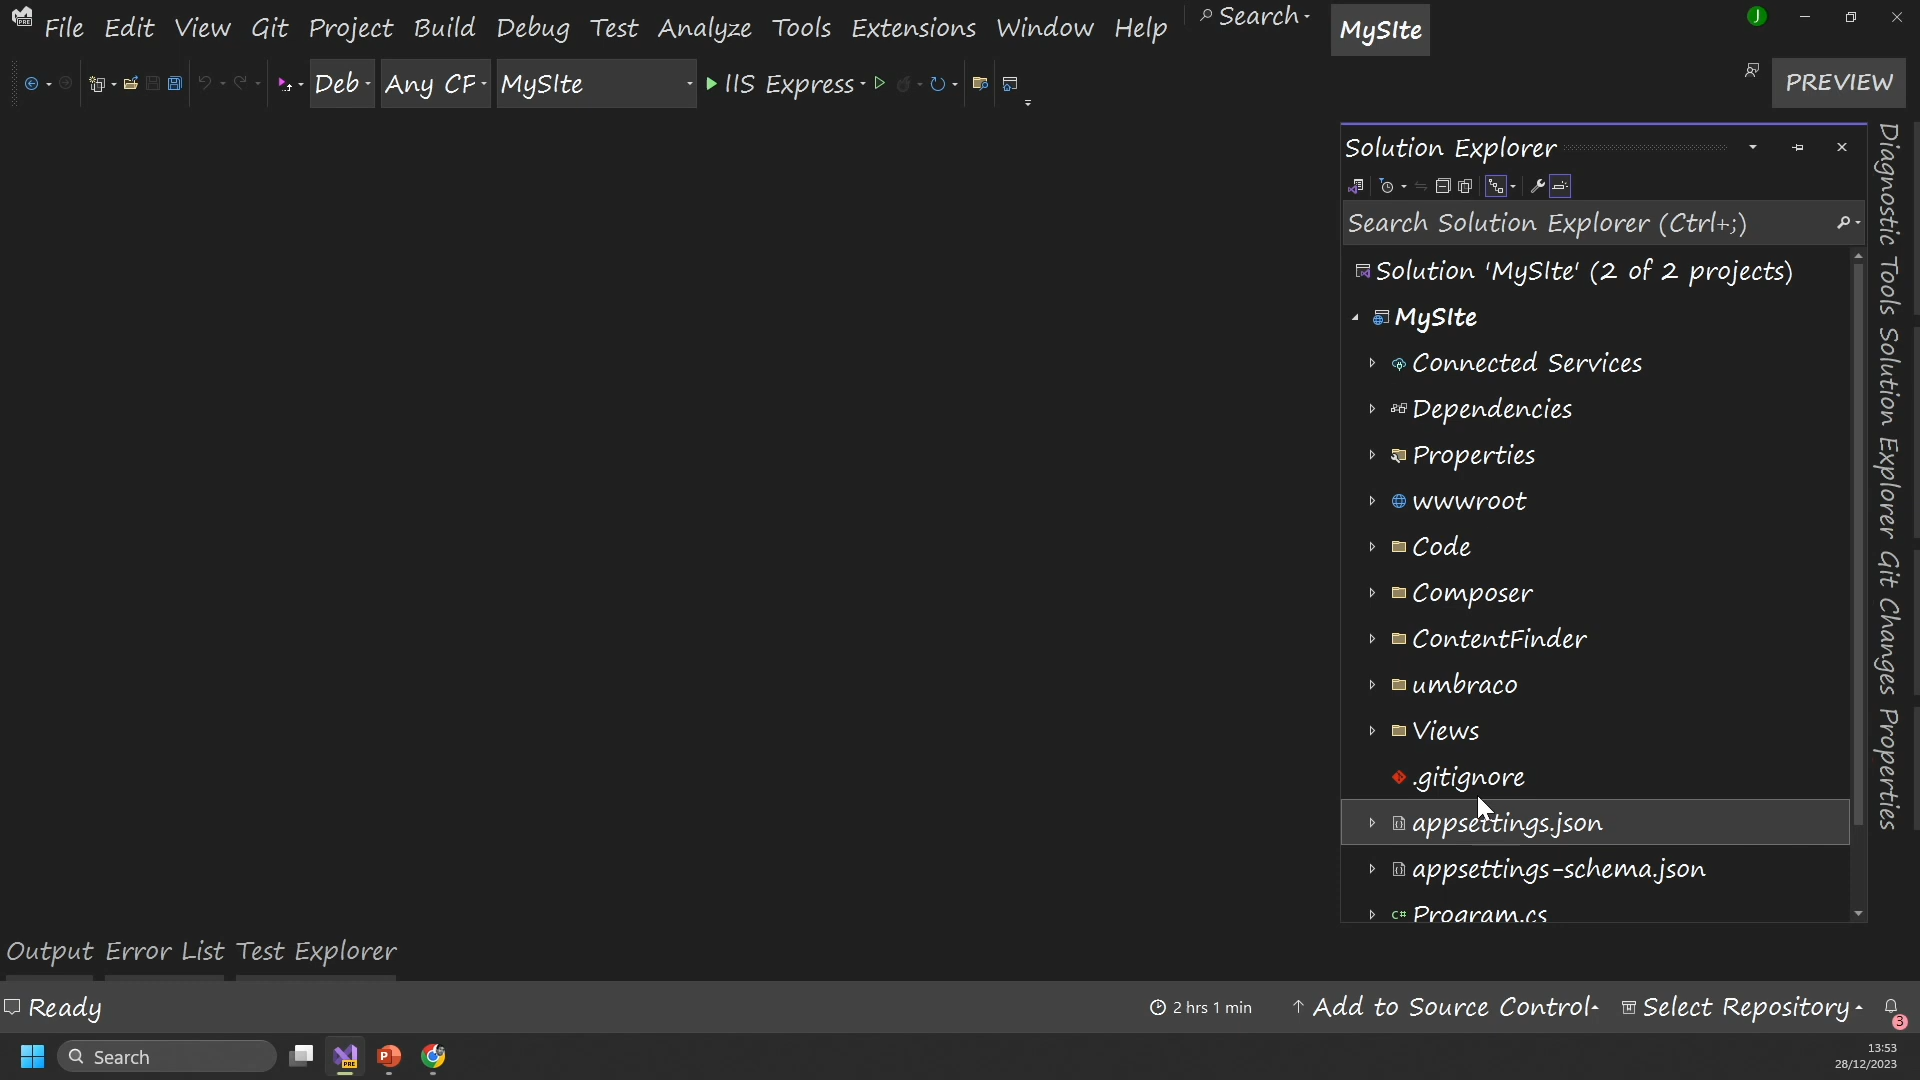 File Edit View Git Project Build Debug Test Analyze Tools Extensions Window Help Search MySIte J
Deb Any CF MySIte IIS Express PREVIEW
Solution Explorer
Search Solution Explorer (Ctrl+;)
Solution 'MySIte' (2 of 2 projects)
MySIte
Connected Services
Dependencies
Properties
wwwroot
Code
Composer
ContentFinder
umbraco
Views
.gitignore
appsettings.json
appsettings-schema.json
C# Program.cs
Diagnostic Tools Solution Explorer Git Changes Properties
Output Error List Test Explorer
Ready 2 hrs 1 min Add to Source Control Select Repository 3
Search PRE P 13:53
28/12/2023